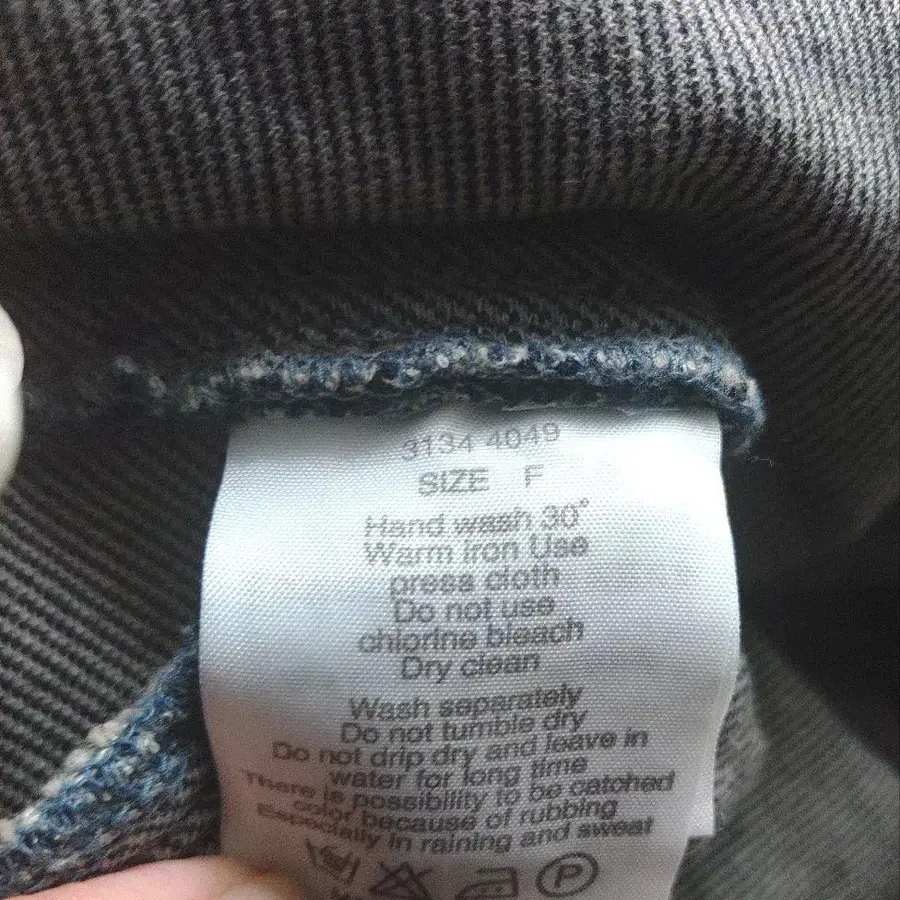 3134 4049
SIZE F
Hand wash 30°
Warm iron Use
press cloth
Do not use
chlorine bleach
Dry clean
Wash separately
Do not tumble dry
Do not drip dry and leave in
water for long time
There is possibility to be catched
color because of rubbing
Especially in raining and sweat
P